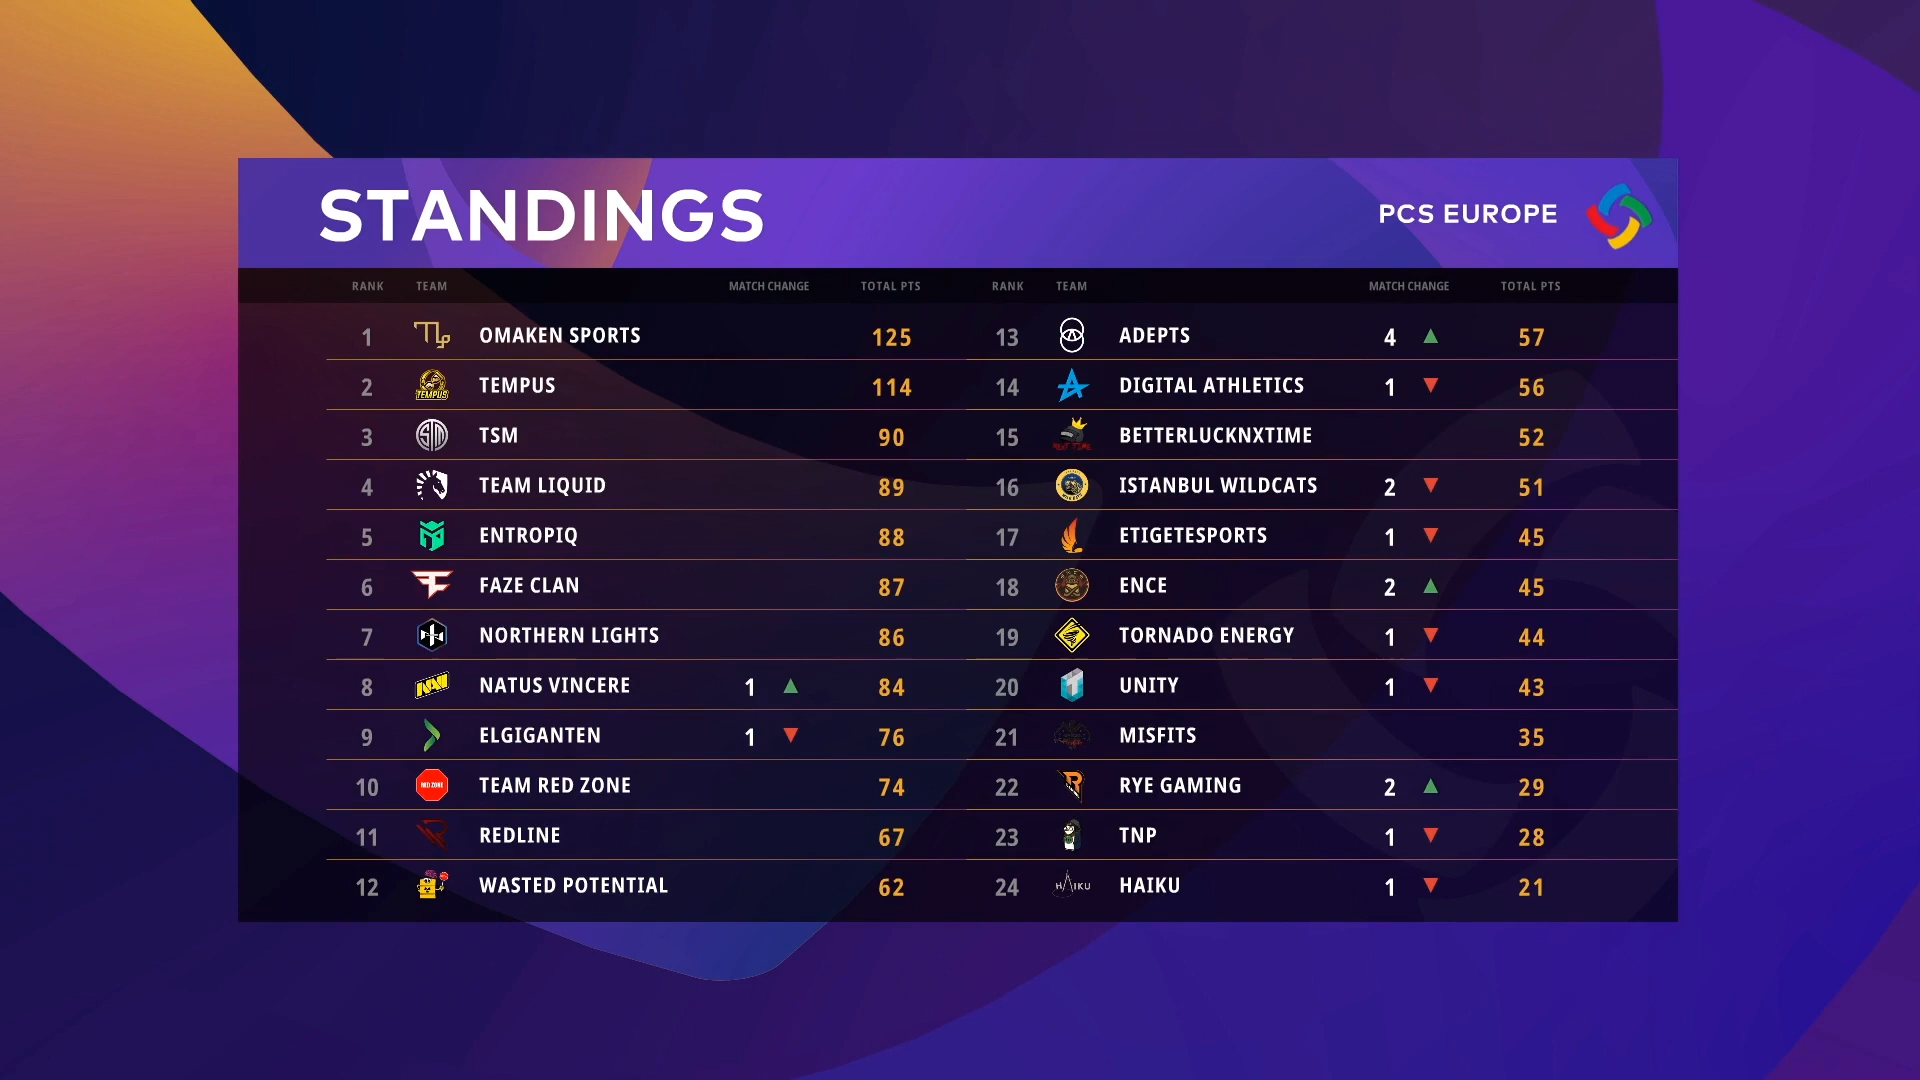 STANDINGS
PCS EUROPE
RANK TEAM MATCH CHANGE TOTAL PTS
1 OMAKEN SPORTS 125
2 TEMPUS TEMPUS 114
3 TSM 90
4 TEAM LIQUID 89
5 ENTROPIQ 88
6 FAZE CLAN 87
7 NORTHERN LIGHTS 86
8 NAVI NATUS VINCERE 1 ▲ 84
9 ELGIGANTEN 1 ▼ 76
10 RED ZONE TEAM RED ZONE 74
11 REDLINE 67
12 WASTED POTENTIAL 62
RANK TEAM MATCH CHANGE TOTAL PTS
13 ADEPTS 4 ▲ 57
14 DIGITAL ATHLETICS 1 ▼ 56
15 BETTERLUCKNXTIME 52
16 ISTANBUL WILDCATS 2 ▼ 51
17 ETIGETESPORTS 1 ▼ 45
18 ENCE 2 ▲ 45
19 TORNADO ENERGY 1 ▼ 44
20 UNITY 1 ▼ 43
21 MISFITS 35
22 RYE GAMING 2 ▲ 29
23 TNP 1 ▼ 28
24 HAIKU HAIKU 1 ▼ 21